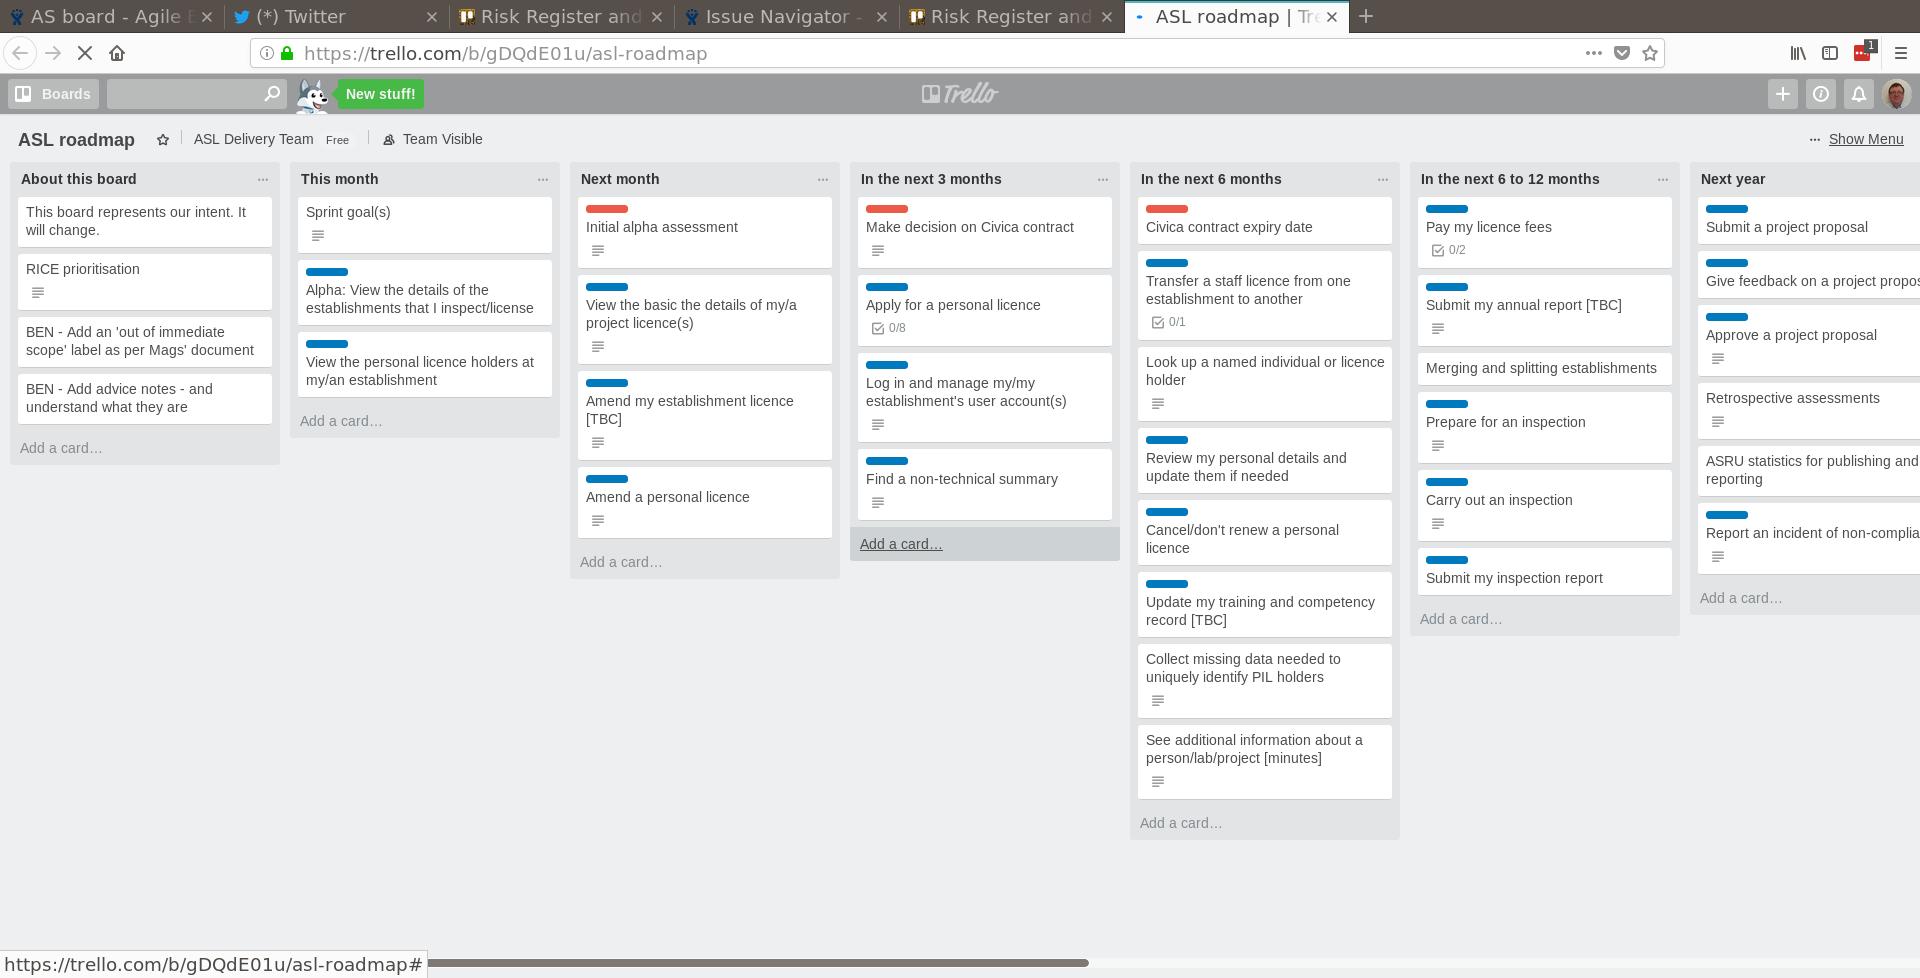 AS board - Agile
(*) Twitter
Risk Register and
Issue Navigator -
Risk Register and
ASL roadmap | Tre
https://trello.com/b/gDQdE01u/asl-roadmap
1
Boards
New stuff!
Trello
ASL roadmap
ASL Delivery Team
Free
Team Visible
Show Menu
About this board
This board represents our intent. It
will change.
RICE prioritisation
BEN - Add an 'out of immediate
scope' label as per Mags' document
BEN - Add advice notes - and
understand what they are
Add a card…
This month
Sprint goal(s)
Alpha: View the details of the
establishments that I inspect/license
View the personal licence holders at
my/an establishment
Add a card…
Next month
Initial alpha assessment
View the basic the details of my/a
project licence(s)
Amend my establishment licence
[TBC]
Amend a personal licence
Add a card…
In the next 3 months
Make decision on Civica contract
Apply for a personal licence
0/8
Log in and manage my/my
establishment's user account(s)
Find a non-technical summary
Add a card…
In the next 6 months
Civica contract expiry date
Transfer a staff licence from one
establishment to another
0/1
Look up a named individual or licence
holder
Review my personal details and
update them if needed
Cancel/don't renew a personal
licence
Update my training and competency
record [TBC]
Collect missing data needed to
uniquely identify PIL holders
See additional information about a
person/lab/project [minutes]
Add a card…
In the next 6 to 12 months
Pay my licence fees
0/2
Submit my annual report [TBC]
Merging and splitting establishments
Prepare for an inspection
Carry out an inspection
Submit my inspection report
Add a card…
Next year
Submit a project proposal
Give feedback on a project propos
Approve a project proposal
Retrospective assessments
ASRU statistics for publishing and
reporting
Report an incident of non-complia
Add a card…
https://trello.com/b/gDQdE01u/asl-roadmap#